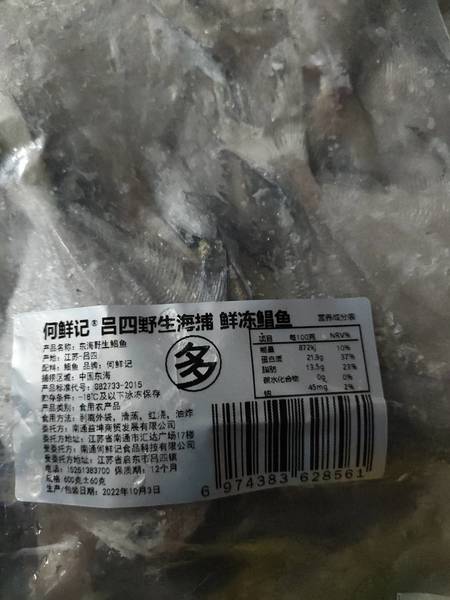 何鲜记® 吕四野生海捕 鲜冻鲳鱼
产品名称：东海野生鲳鱼
产地：江苏-吕四
配料：鲳鱼 品牌：何鲜记
捕捞区域：中国东海
产品标准代号：GB2733-2015
贮存条件：-18℃及以下冰冻保存
产品类别：食用农产品
食用方法：剥离外袋，清蒸，红烧，油炸
委托方：南通益坤商贸发展有限公司
委托方地址：江苏省南通市汇达广场17楼
受委托方：南通何鲜记食品科技有限公司
受委托方地址：江苏省启东市吕四镇
电话：15251383700 保质期：12个月
规格：600克±60克
生产/包装日期：2022年10月3日
多
营养成分表
项目 每100克 NRV%
能量 872kj 10%
蛋白质 21.9g 37%
脂肪 13.5g 23%
碳水化合物 0g 0%
钠 45mg 2%
6 974383 628561